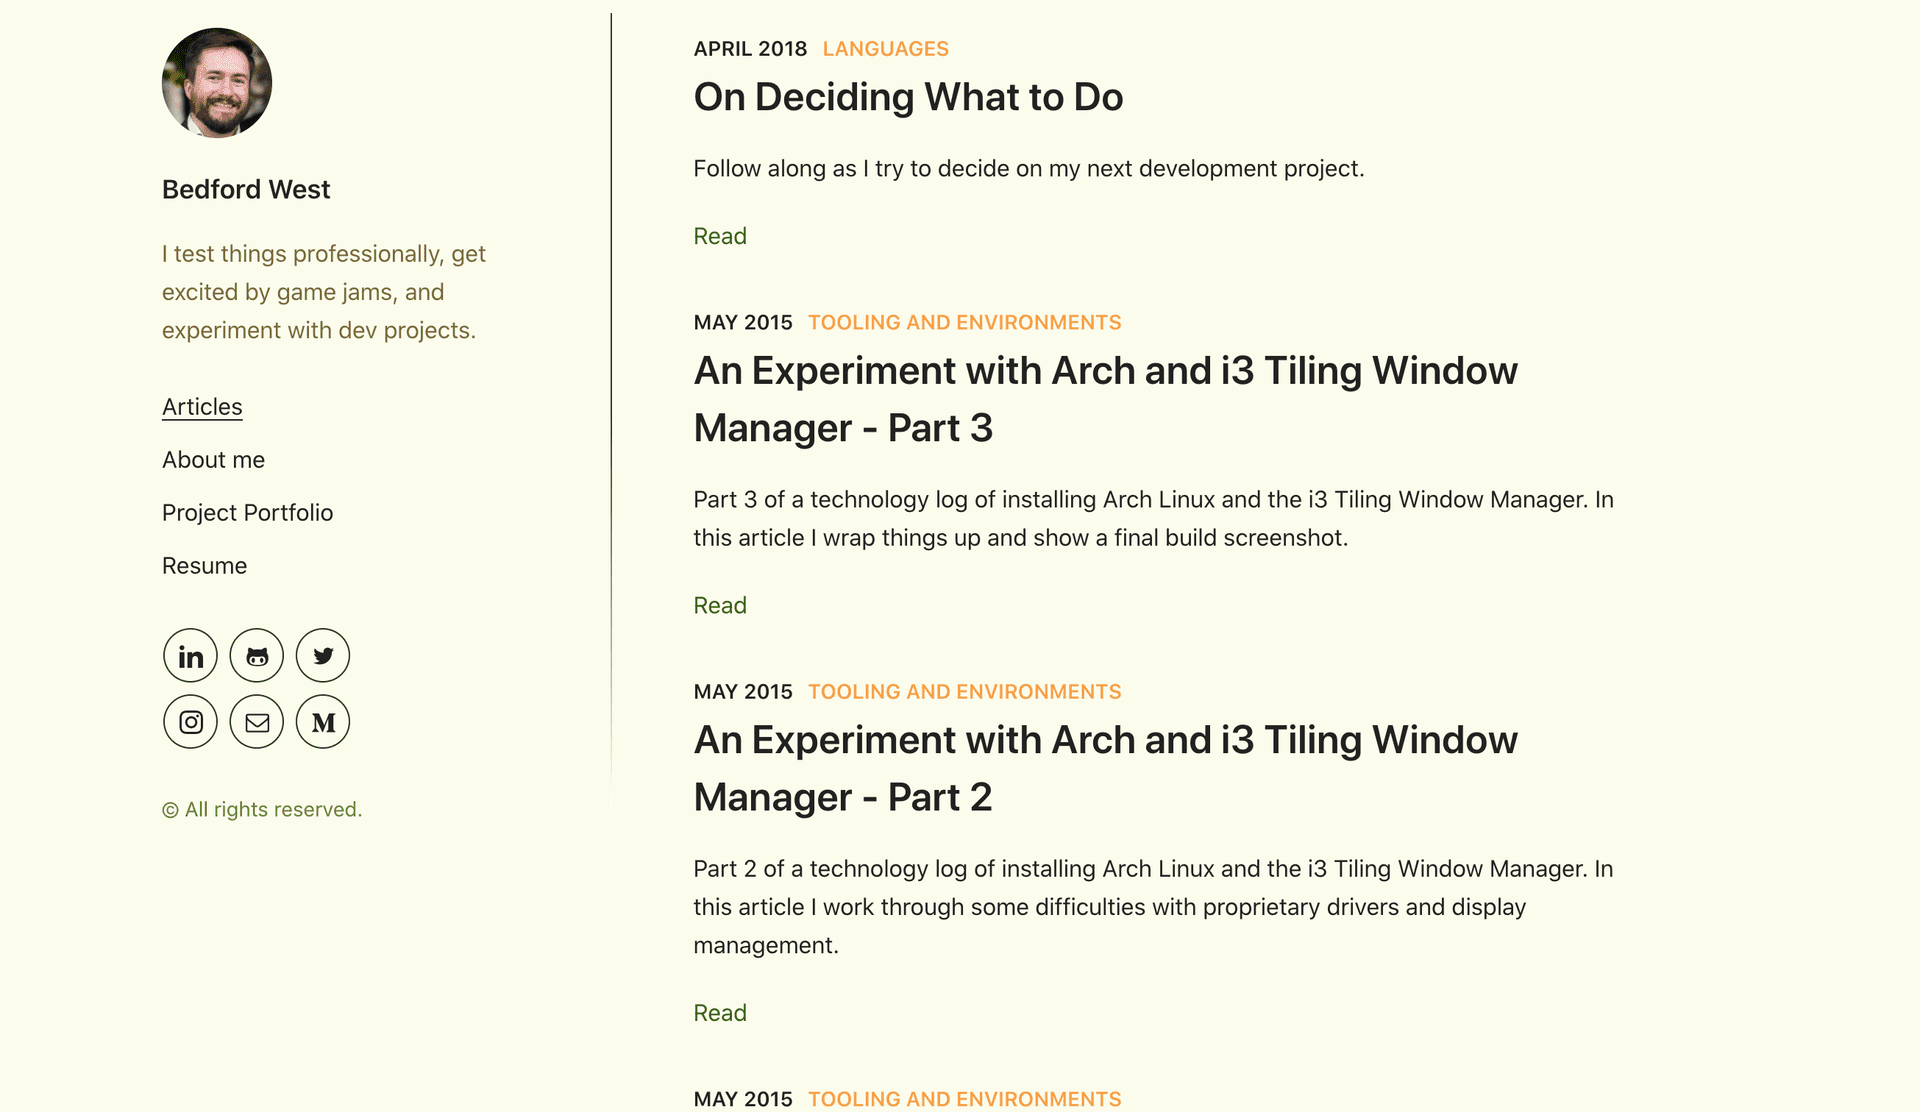 Bedford West
I test things professionally, get
excited by game jams, and
experiment with dev projects.
Articles
About me
Project Portfolio
Resume
in
M
© All rights reserved.
APRIL 2018 LANGUAGES
On Deciding What to Do
Follow along as I try to decide on my next development project.
Read
MAY 2015 TOOLING AND ENVIRONMENTS
An Experiment with Arch and i3 Tiling Window
Manager - Part 3
Part 3 of a technology log of installing Arch Linux and the i3 Tiling Window Manager. In
this article I wrap things up and show a final build screenshot.
Read
MAY 2015 TOOLING AND ENVIRONMENTS
An Experiment with Arch and i3 Tiling Window
Manager - Part 2
Part 2 of a technology log of installing Arch Linux and the i3 Tiling Window Manager. In
this article I work through some difficulties with proprietary drivers and display
management.
Read
MAY 2015 TOOLING AND ENVIRONMENTS